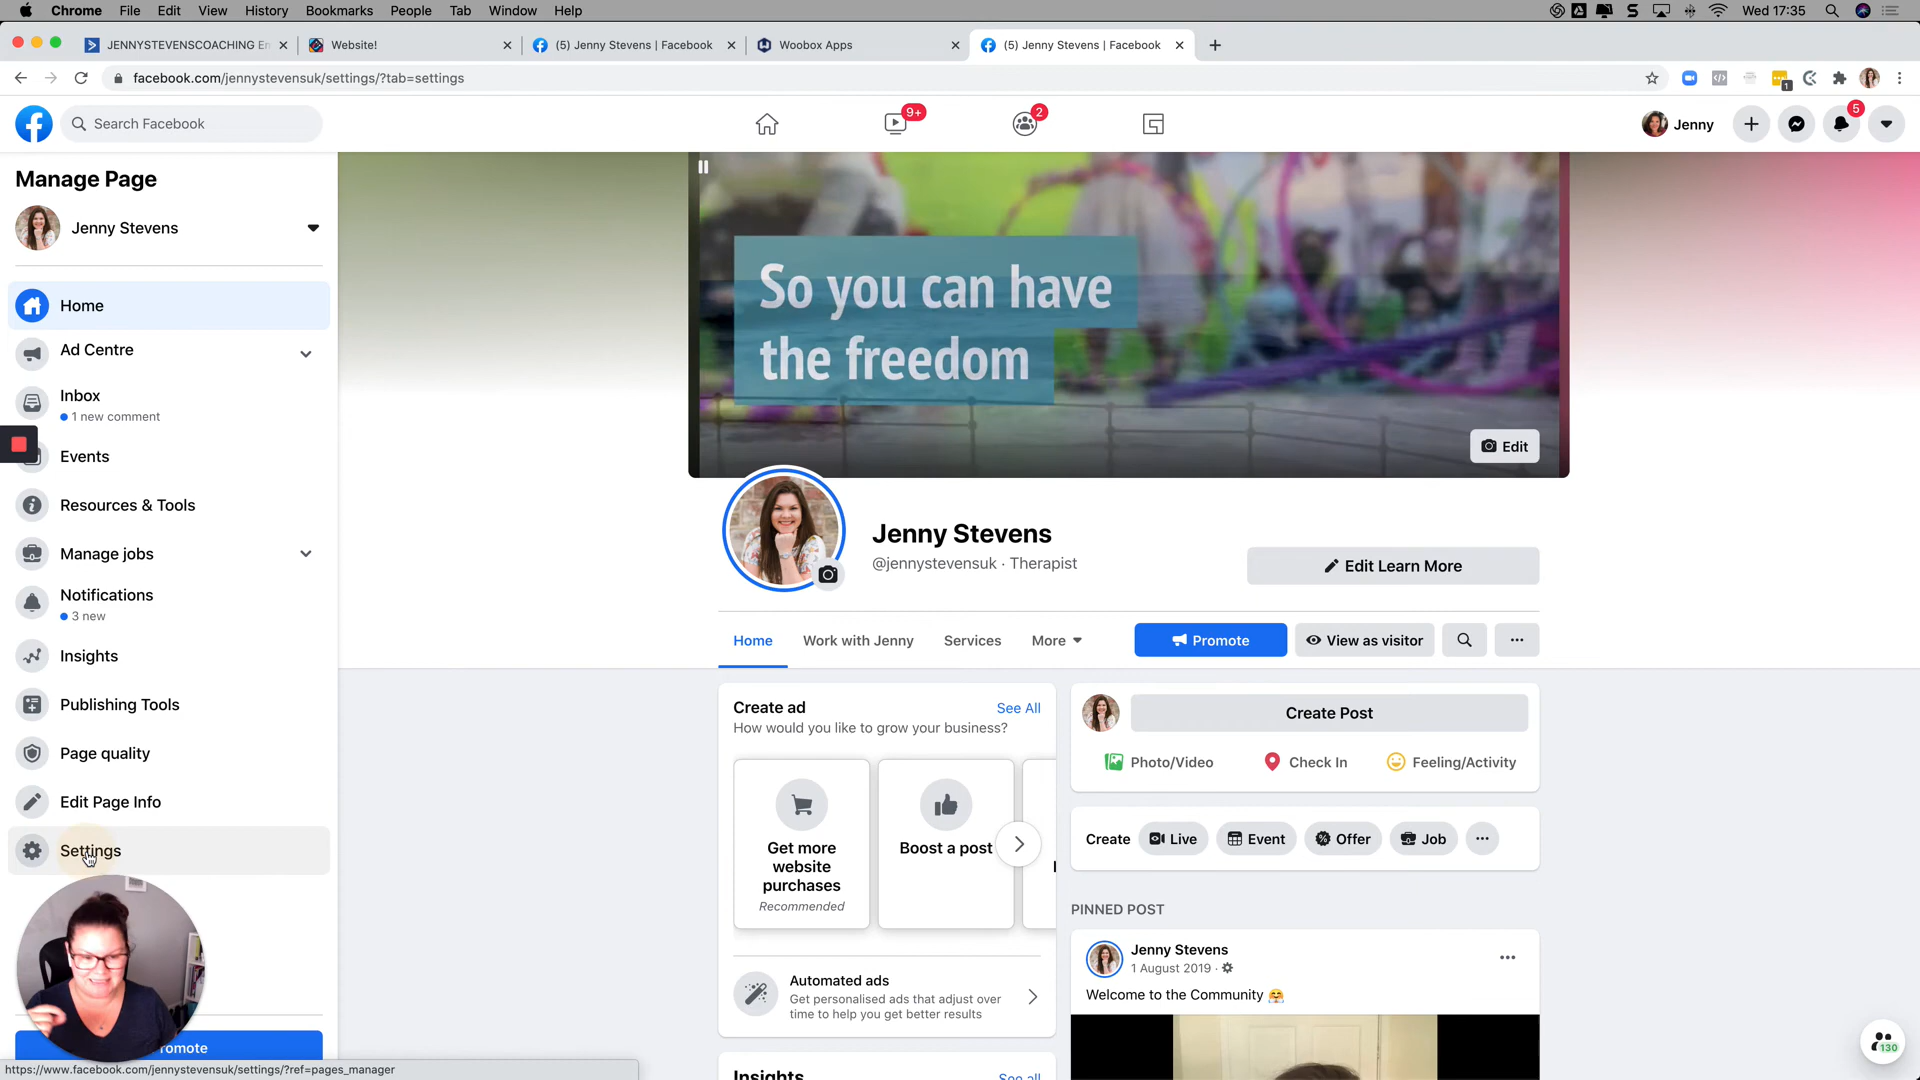 Chrome File Edit View History Bookmarks People Tab Window Help Wed 17:35
JENNYSTEVENSCOACHING En Website! (5) Jenny Stevens | Facebook Woobox Apps (5) Jenny Stevens | Facebook
facebook.com/jennystevensuk/settings/?tab=settings
1
Search Facebook 9+ 2 Jenny 5
Manage Page
Jenny Stevens
Home
Ad Centre
Inbox
1 new comment
Events
Resources & Tools
Manage jobs
Notifications
3 new
Insights
Publishing Tools
Page quality
Edit Page Info
Settings
romote
https://www.facebook.com/jennystevensuk/settings/?ref=pages_manager
So you can have
the freedom
Edit
Jenny Stevens
@jennystevensuk · Therapist
Edit Learn More
Home Work with Jenny Services More Promote View as visitor
Create ad See All
How would you like to grow your business?
Get more
website
purchases
Recommended
Boost a post
Automated ads
Get personalised ads that adjust over
time to help you get better results
Insights See all
Create Post
Photo/Video Check In Feeling/Activity
Create Live Event Offer Job
PINNED POST
Jenny Stevens
1 August 2019 ·
Welcome to the Community 🤗
130